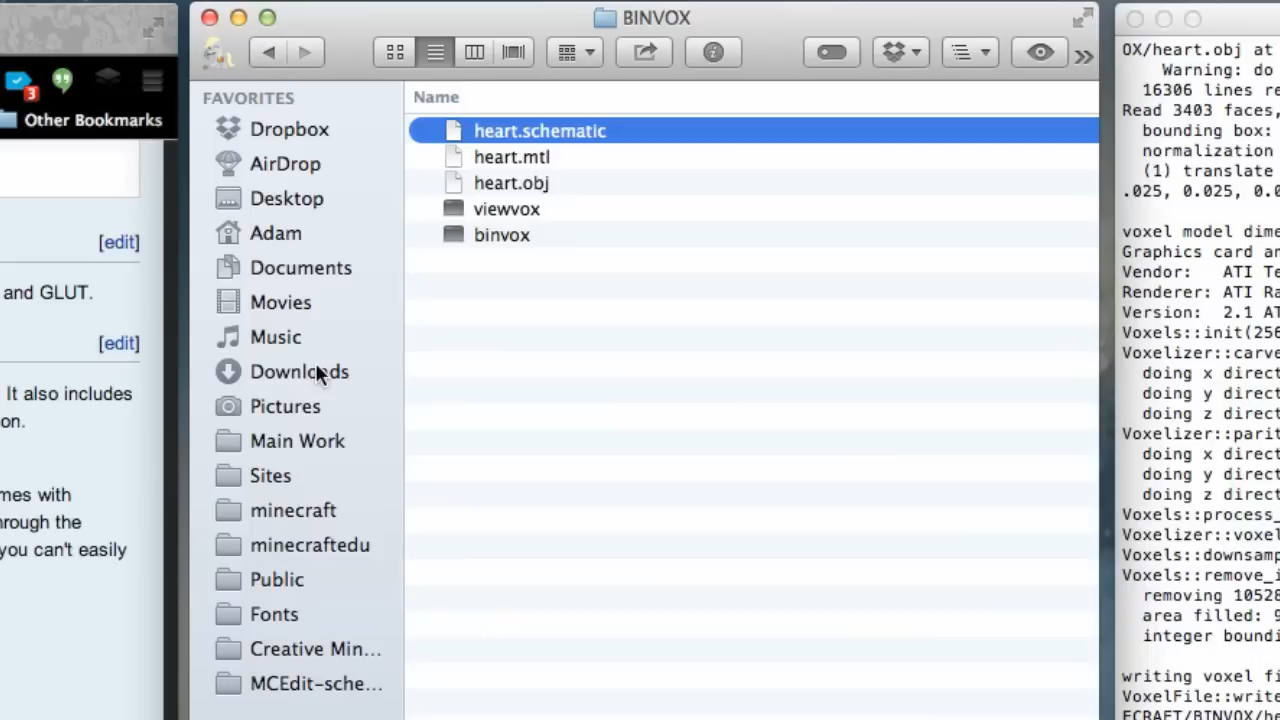 3
Other Bookmarks
[edit]
and GLUT.
[edit]
It also includes
on.
mes with
hrough the
you can't easily
BINVOX
FAVORITES
Dropbox
AirDrop
Desktop
Adam
Documents
Movies
Music
Downloads
Pictures
Main Work
Sites
minecraft
minecraftedu
Public
Fonts
Creative Min...
MCEdit-sche...
Name
heart.schematic
heart.mtl
heart.obj
viewvox
binvox
OX/heart.obj at
Warning: do
16306 lines re
Read 3403 faces,
bounding box:
normalization
(1) translate
.025, 0.025, 0.0
voxel model dime
Graphics card an
Vendor: ATI Te
Renderer: ATI Ra
Version: 2.1 AT
Voxels::init(256
Voxelizer::carve
doing x direct
doing y direct
doing z direct
Voxelizer::parit
doing x direct
doing y direct
doing z direct
Voxels::process_
Voxelizer::voxel
Voxels::downsamp
Voxels::remove_i
removing 10528
area filled: 9
integer boundi
writing voxel fi
VoxelFile::write
ECRAFT/BINVOX/he